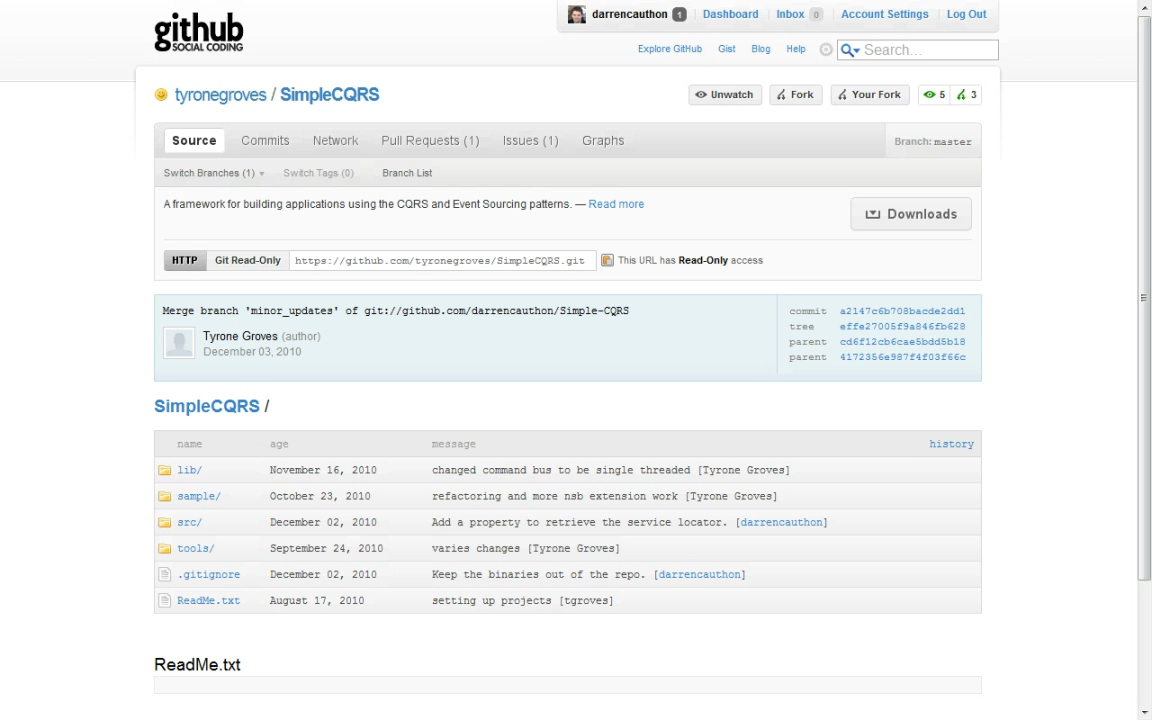 github
SOCIAL CODING
darrencauthon 1 Dashboard Inbox 0 Account Settings Log Out
Explore GitHub Gist Blog Help Search...
tyronegroves / SimpleCQRS
Unwatch Fork Your Fork 5 3
Source Commits Network Pull Requests (1) Issues (1) Graphs Branch: master
Switch Branches (1) Switch Tags (0) Branch List
A framework for building applications using the CQRS and Event Sourcing patterns. — Read more
Downloads
HTTP Git Read-Only https://github.com/tyronegroves/SimpleCQRS.git This URL has Read-Only access
Merge branch 'minor_updates' of git://github.com/darrencauthon/Simple-CQRS
Tyrone Groves (author)
December 03, 2010
commit a2147c6b708bacde2dd1
tree effe27005f9a846fb628
parent cd6f12cb6cae5bdd5b18
parent 4172356e987f4f03f66c
SimpleCQRS /
name age message history
lib/ November 16, 2010 changed command bus to be single threaded [Tyrone Groves]
sample/ October 23, 2010 refactoring and more nsb extension work [Tyrone Groves]
src/ December 02, 2010 Add a property to retrieve the service locator. [darrencauthon]
tools/ September 24, 2010 varies changes [Tyrone Groves]
.gitignore December 02, 2010 Keep the binaries out of the repo. [darrencauthon]
ReadMe.txt August 17, 2010 setting up projects [tgroves]
ReadMe.txt